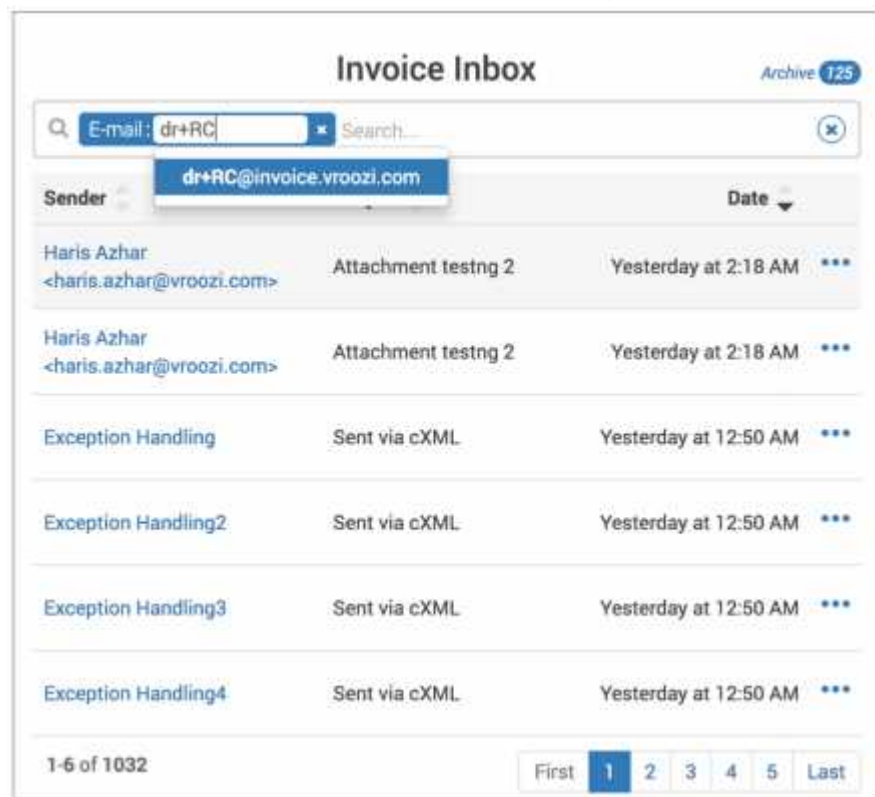 Invoice Inbox
Archive 125
E-mail: dr+RC Search...
dr+RC@invoice.vroozi.com
Sender Date
Haris Azhar
<haris.azhar@vroozi.com> Attachment testng 2 Yesterday at 2:18 AM
Haris Azhar
<haris.azhar@vroozi.com> Attachment testng 2 Yesterday at 2:18 AM
Exception Handling Sent via cXML Yesterday at 12:50 AM
Exception Handling2 Sent via cXML Yesterday at 12:50 AM
Exception Handling3 Sent via cXML Yesterday at 12:50 AM
Exception Handling4 Sent via cXML Yesterday at 12:50 AM
1-6 of 1032 First 1 2 3 4 5 Last